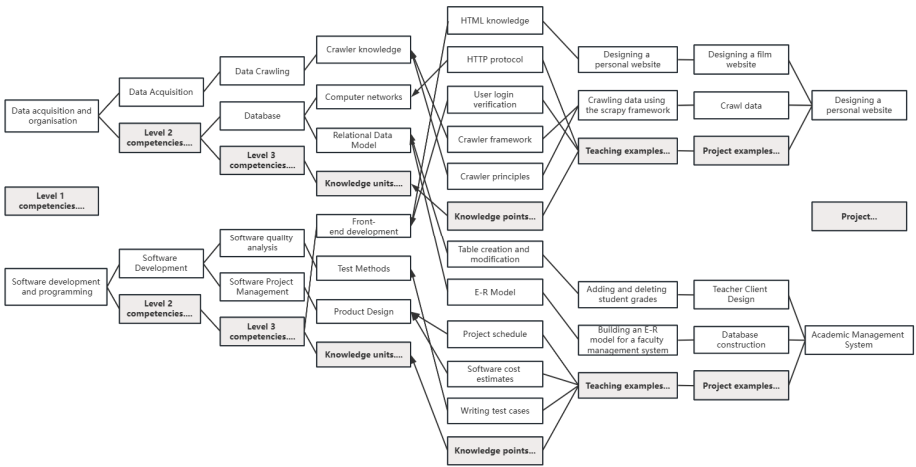 Data acquisition and
organisation
Level 1
competencies....
Software development
and programming
Data Acquisition
Level 2
competencies....
Software
Development
Level 2
competencies....
Data Crawling
Database
Level 3
competencies....
Software quality
analysis
Software Project
Management
Level 3
competencies....
Crawler knowledge
Computer networks
Relational Data
Model
Knowledge units....
Front-
end development
Test Methods
Product Design
Knowledge units....
HTML knowledge
HTTP protocol
User login
verification
Crawler framework
Crawler principles
Knowledge points...
Table creation and
modification
E-R Model
Project schedule
Software cost
estimates
Writing test cases
Knowledge points...
Designing a
personal website
Crawling data using
the scrapy framework
Teaching examples...
Adding and deleting
student grades
Building an E-R
model for a faculty
management system
Teaching examples...
Designing a film
website
Crawl data
Project examples...
Teacher Client
Design
Database
construction
Project examples...
Designing a
personal website
Project...
Academic Management
System